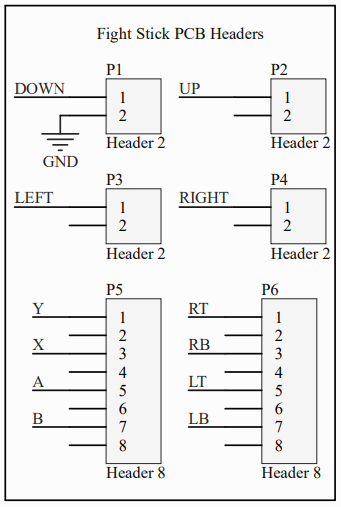 Fight Stick PCB Headers
P1 P2
DOWN 1 UP 1
2 2
GND Header 2 Header 2
P3 P4
LEFT 1 RIGHT 1
2 2
Header 2 Header 2
P5 P6
Y 1 RT 1
2 2
X 3 RB 3
4 4
A 5 LT 5
6 6
B 7 LB 7
8 8
Header 8 Header 8